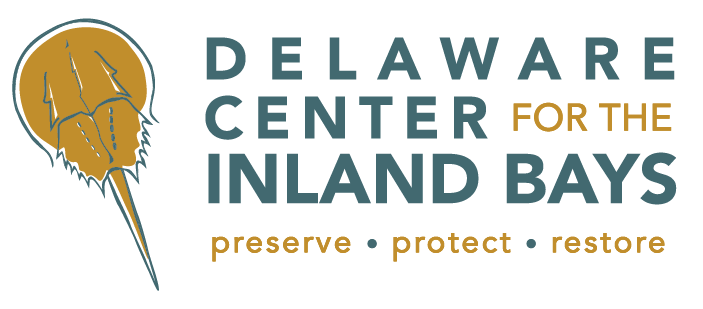 DELAWARE
CENTER FOR THE
INLAND BAYS
preserve • protect • restore